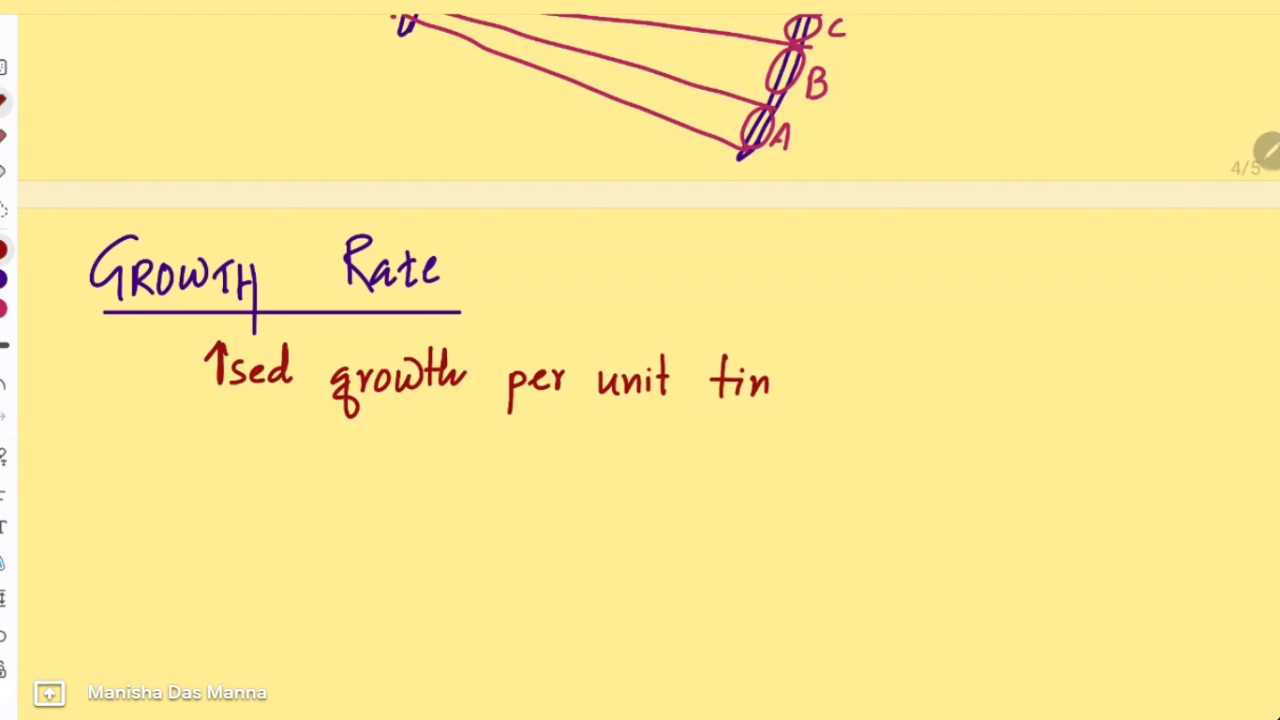 C
B
A
4/5
GROWTH Rate
↑sed growth per unit tin
Manisha Das Manna